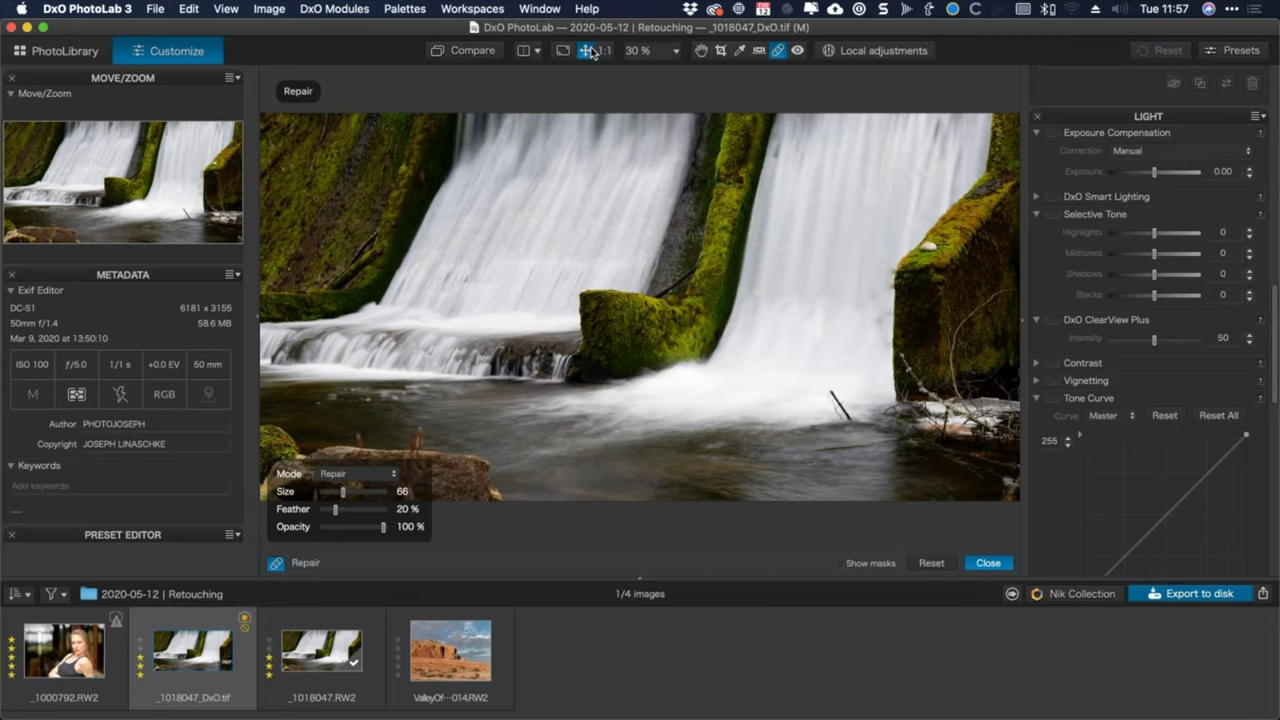 DxO PhotoLab 3 File Edit View Image DxO Modules Palettes Workspaces Window Help Tue 11:57
TUE 12
DxO PhotoLab 3 — 2020-05-12 | Retouching — _1018047_DxO.tif (M)
PhotoLibrary Customize Compare 1:1 30 % Local adjustments Reset Presets
MOVE/ZOOM
Move/Zoom
METADATA
Exif Editor
DC-S1 6181 x 3155
50mm f/1.4 58.6 MB
Mar 9, 2020 at 13:50:10
ISO 100 ƒ/5.0 1/1 s +0.0 EV 50 mm
M RGB
Author PHOTOJOSEPH
Copyright JOSEPH LINASCHKE
Keywords
Add keywords
PRESET EDITOR
Repair
Mode Repair
Size 66
Feather 20 %
Opacity 100 %
Repair Show masks Reset Close
LIGHT
Exposure Compensation ?
Correction Manual
Exposure 0.00
DxO Smart Lighting ?
Selective Tone ?
Highlights 0
Midtones 0
Shadows 0
Blacks 0
DxO ClearView Plus ?
Intensity 50
Contrast ?
Vignetting ?
Tone Curve ?
Curve Master Reset Reset All
255
2020-05-12 | Retouching 1/4 images Nik Collection Export to disk
_1000792.RW2 _1018047_DxO.tif _1018047.RW2 ValleyOf···014.RW2